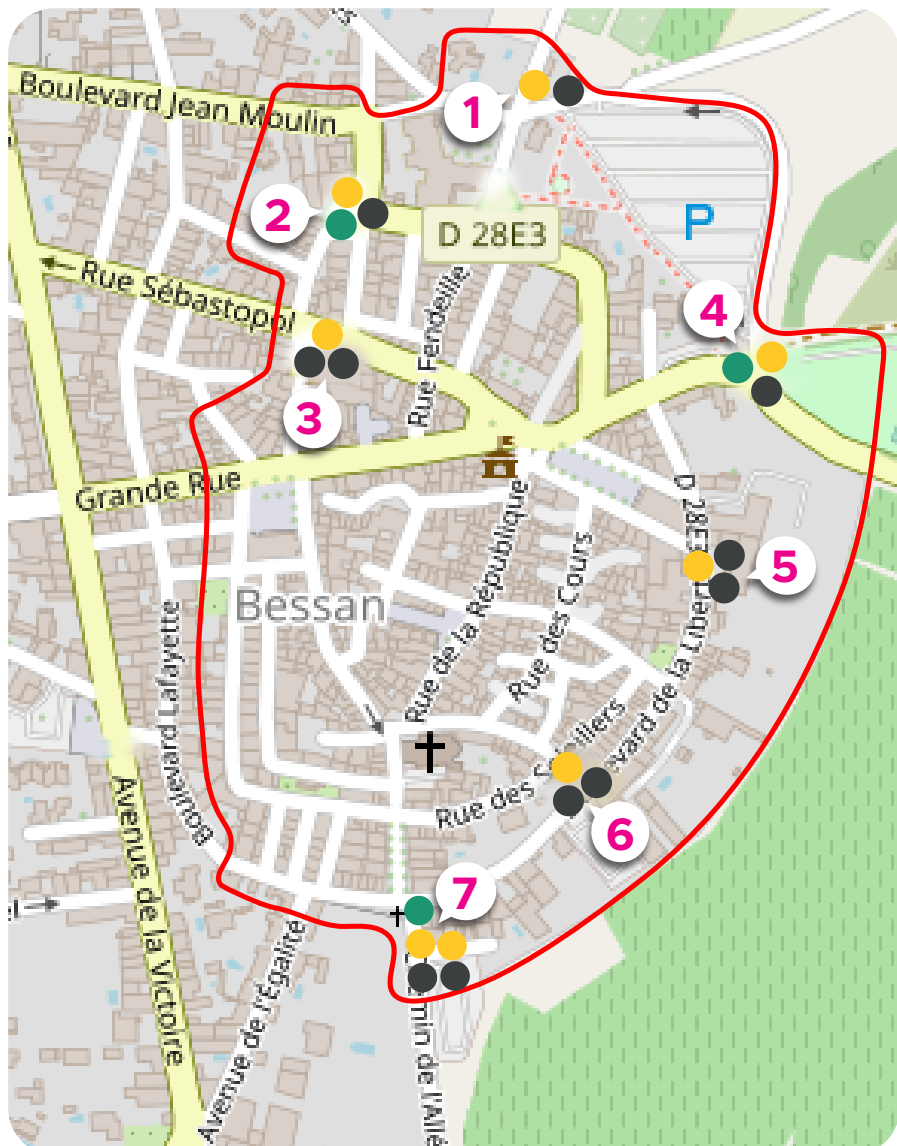 Boulevard Jean Moulin
1
2
D 28E3
P
Rue Sébastopol
Rue Fendeille
4
3
Grande Rue
D 28E3
5
Bessan
Rue de la République
Rue des Cours
Boulevard Lafayette
Rue des
6
7
Avenue de la Victoire
Avenue de l'Égalité